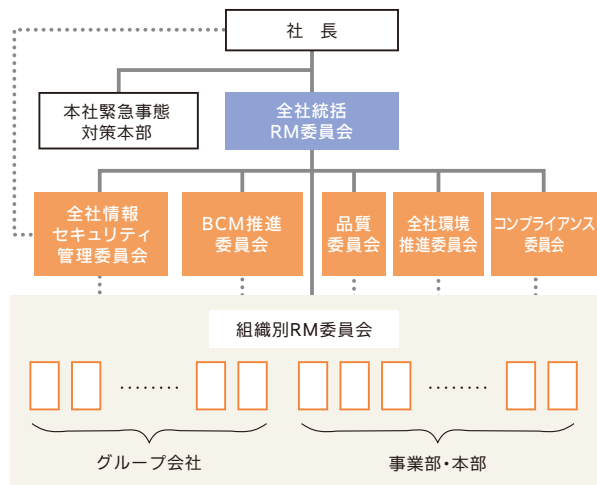 社 長
本社緊急事態
対策本部
全社統括
RM委員会
全社情報
セキュリティ
管理委員会
BCM推進
委員会
品質
委員会
全社環境
推進委員会
コンプライアンス
委員会
組織別RM委員会
………
………
グループ会社
事業部・本部